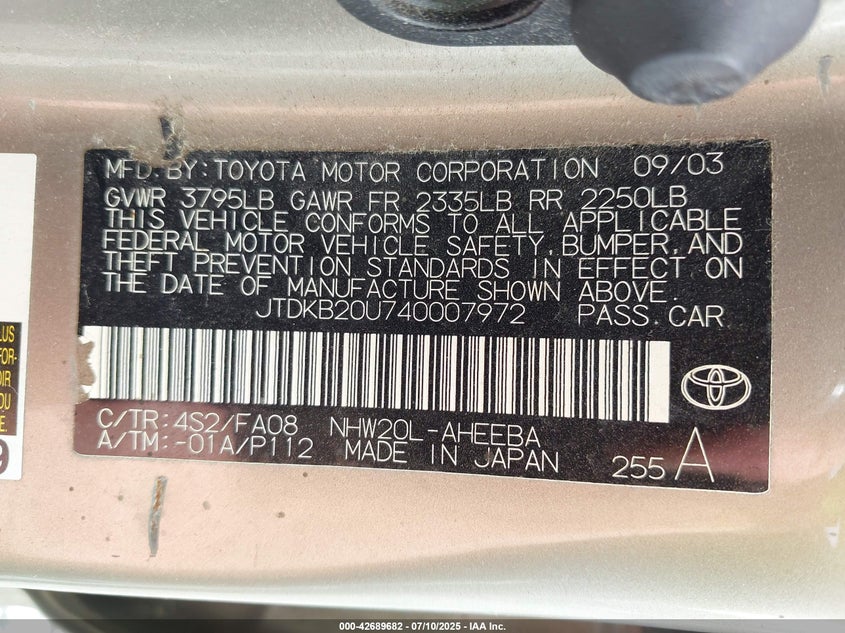 MFD.BY:TOYOTA MOTOR CORPORATION 09/03
GVWR 3795LB GAWR FR 2335LB RR 2250LB
THIS VEHICLE CONFORMS TO ALL APPLICABLE
FEDERAL MOTOR VEHICLE SAFETY,BUMPER,AND
THEFT PREVENTION STANDARDS IN EFFECT ON
THE DATE OF MANUFACTURE SHOWN ABOVE.
JTDKB20U740007972 PASS.CAR
C/TR:4S2/FA08 NHW20L-AHEEBA
A/TM:-01A/P112 MADE IN JAPAN 255 A
000-42689682 - 07/10/2025 - IAA Inc.